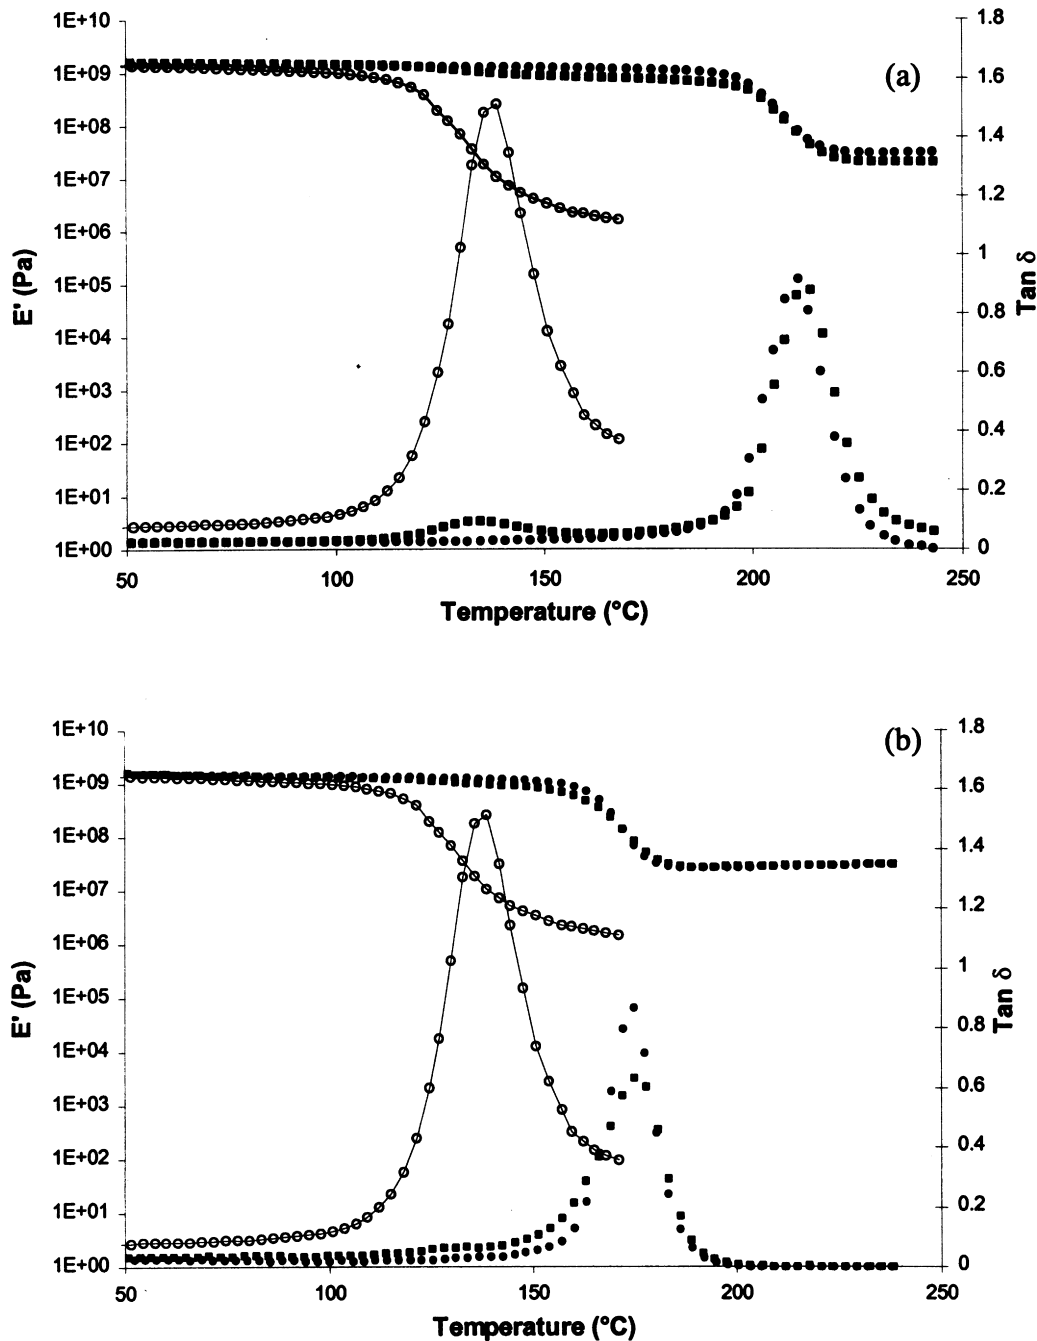 (a)
1E+10
1E+09
1E+08
1E+07
1E+06
1E+05
1E+04
1E+03
1E+02
1E+01
1E+00
E' (Pa)
1.8
1.6
1.4
1.2
1
0.8
0.6
0.4
0.2
0
Tan δ
50
100
150
200
250
Temperature (°C)
(b)
1E+10
1E+09
1E+08
1E+07
1E+06
1E+05
1E+04
1E+03
1E+02
1E+01
1E+00
E' (Pa)
1.8
1.6
1.4
1.2
1
0.8
0.6
0.4
0.2
0
Tan δ
50
100
150
200
250
Temperature (°C)